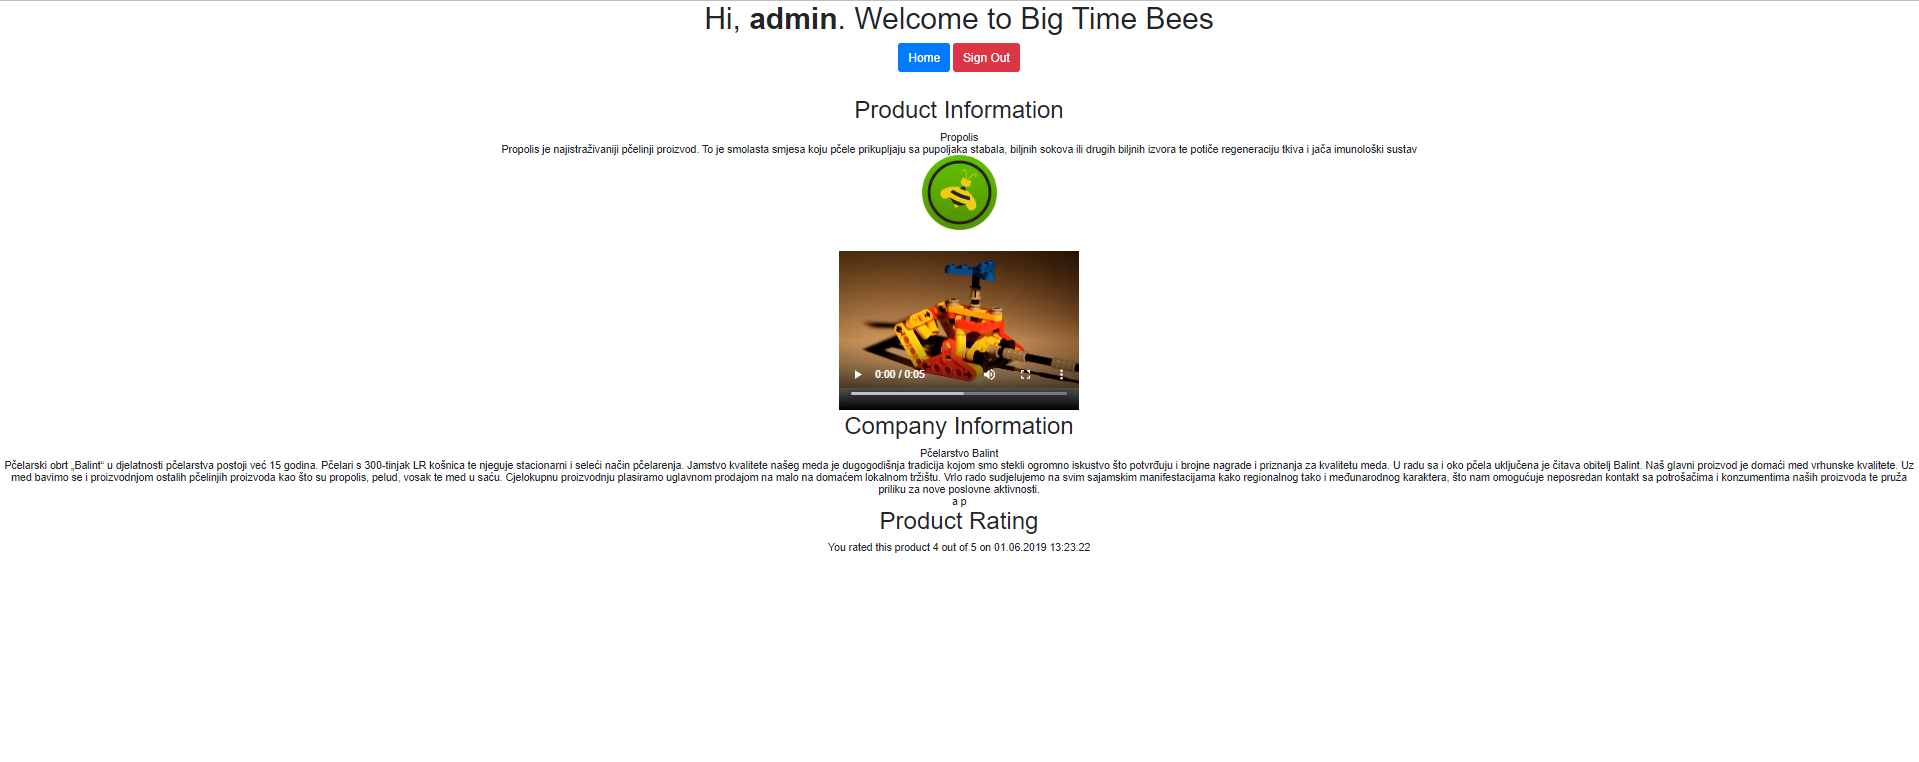 Hi, admin. Welcome to Big Time Bees
Home Sign Out
Product Information
Propolis
Propolis je najistraživaniji pčelinji proizvod. To je smolasta smjesa koju pčele prikupljaju sa pupoljaka stabala, biljnih sokova ili drugih biljnih izvora te potiče regeneraciju tkiva i jača imunološki sustav
0:00 / 0:05
Company Information
Pčelarstvo Balint
Pčelarski obrt „Balint“ u djelatnosti pčelarstva postoji već 15 godina. Pčelari s 300-tinjak LR košnica te njeguje stacionarni i seleći način pčelarenja. Jamstvo kvalitete našeg meda je dugogodišnja tradicija kojom smo stekli ogromno iskustvo što potvrđuju i brojne nagrade i priznanja za kvalitetu meda. U radu sa i oko pčela uključena je čitava obitelj Balint. Naš glavni proizvod je domaći med vrhunske kvalitete. Uz
med bavimo se i proizvodnjom ostalih pčelinjih proizvoda kao što su propolis, pelud, vosak te med u saću. Cjelokupnu proizvodnju plasiramo uglavnom prodajom na malo na domaćem lokalnom tržištu. Vrlo rado sudjelujemo na svim sajamskim manifestacijama kako regionalnog tako i međunarodnog karaktera, što nam omogućuje neposredan kontakt sa potrošačima i konzumentima naših proizvoda te pruža
priliku za nove poslovne aktivnosti.
a p
Product Rating
You rated this product 4 out of 5 on 01.06.2019 13:23:22